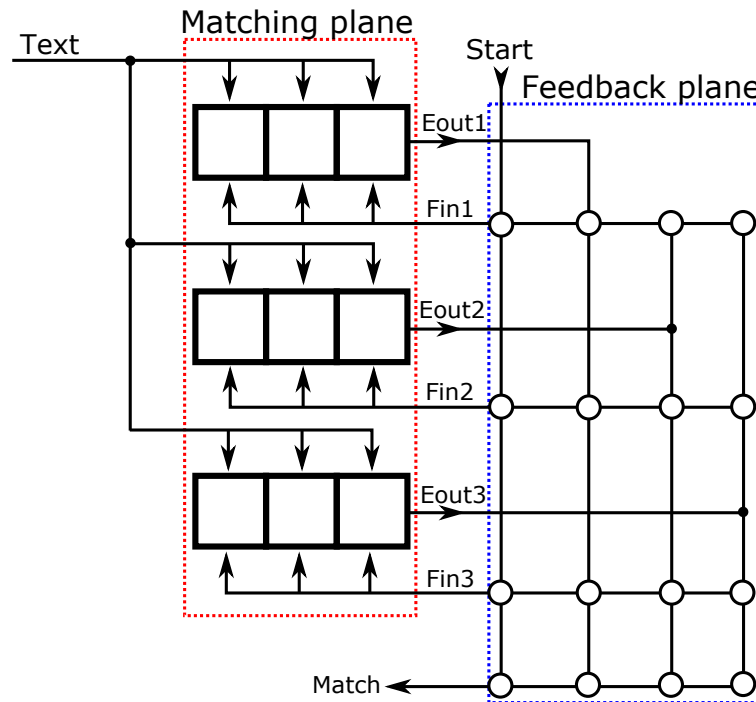 Matching plane
Text
Start
Feedback plane
Eout1
Fin1
Eout2
Fin2
Eout3
Fin3
Match